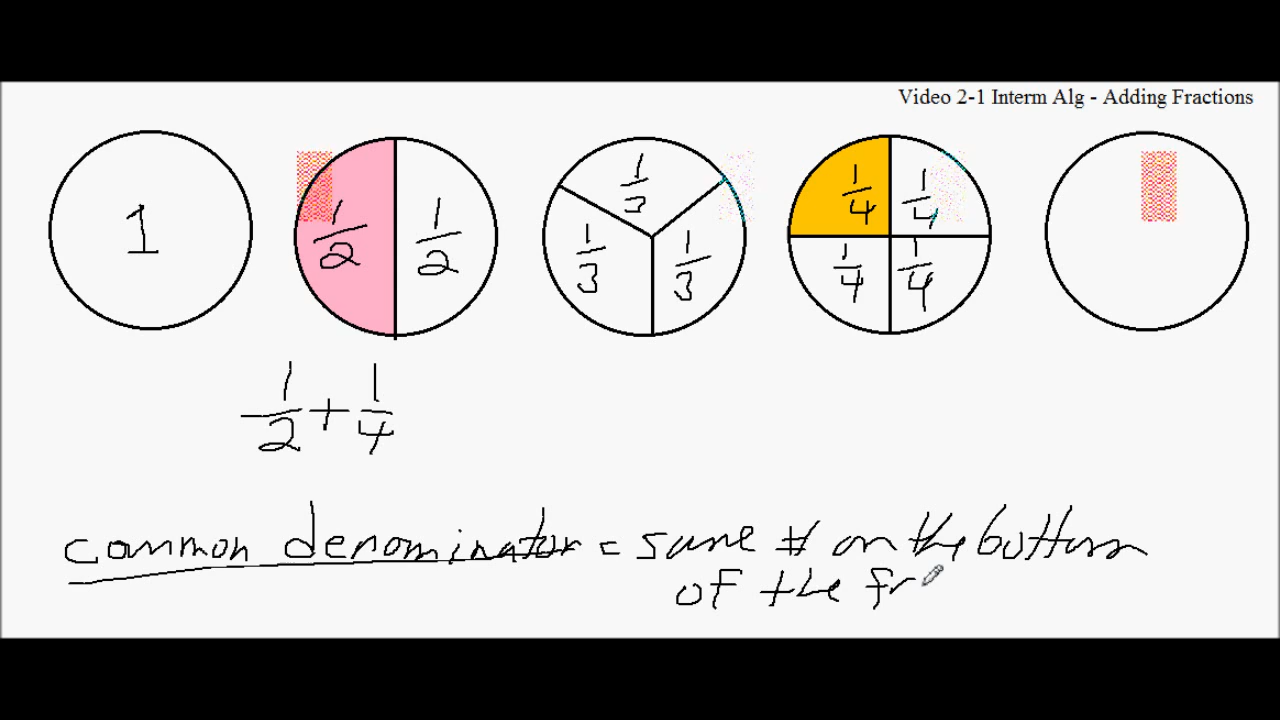 Video 2-1 Interm Alg - Adding Fractions
1
1/2 1/2
1/3
1/3 1/3
1/4 1/4
1/4 1/4
1/2 + 1/4
common denominator = same # on the bottom
of the fr